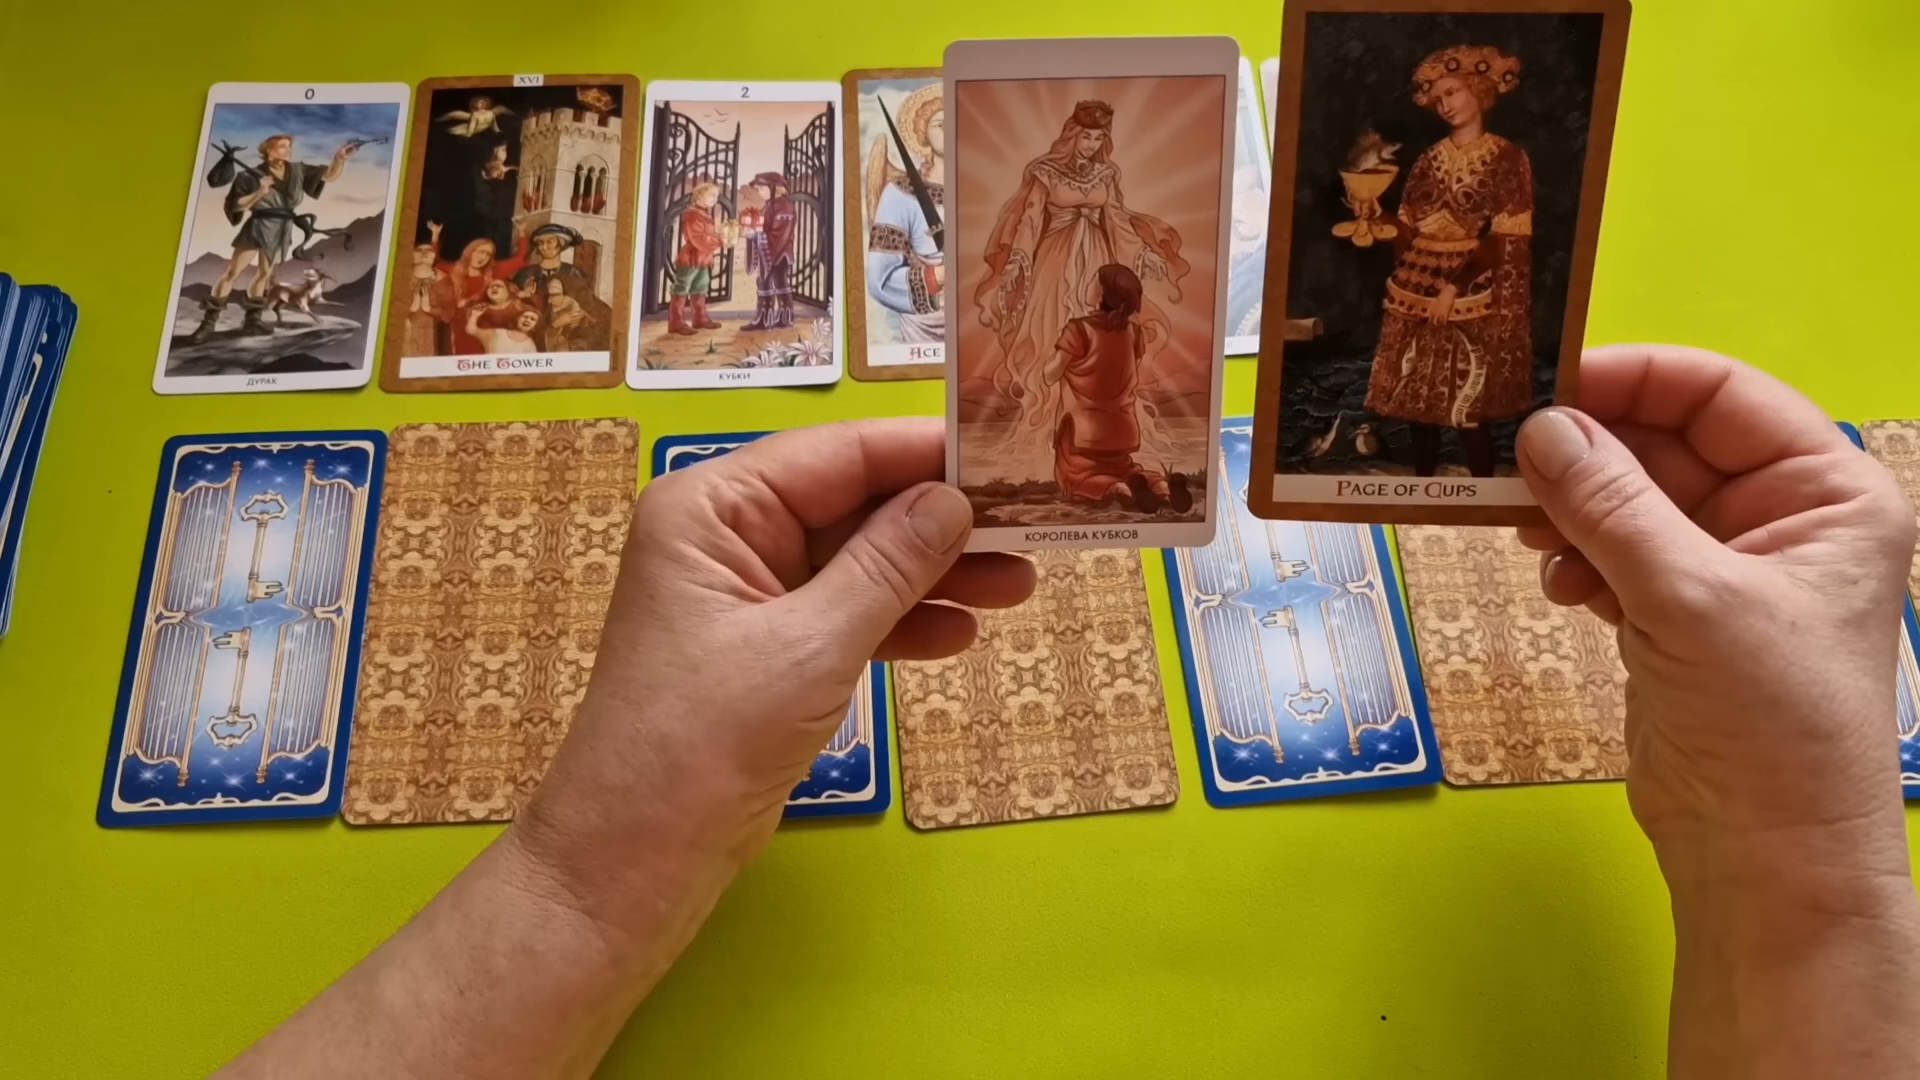 0
ДУРАК
XVI
THE TOWER
2
КУБКИ
ACE
КОРОЛЕВА КУБКОВ
PAGE OF CUPS